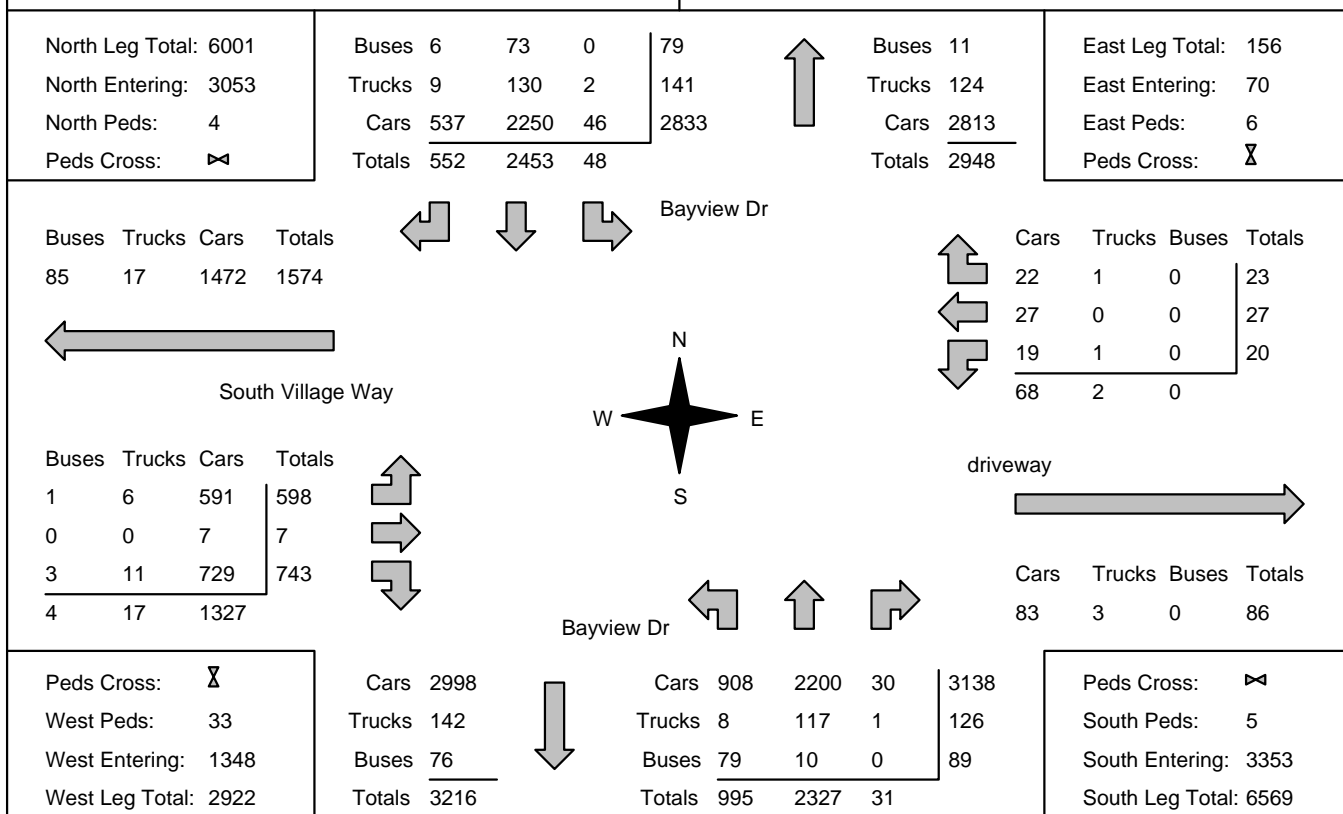 North Leg Total: 6001
North Entering: 3053
North Peds: 4
Peds Cross:
Buses 6 73 0 79
Trucks 9 130 2 141
Cars 537 2250 46 2833
Totals 552 2453 48
Buses 11
Trucks 124
Cars 2813
Totals 2948
East Leg Total: 156
East Entering: 70
East Peds: 6
Peds Cross:
Bayview Dr
Buses Trucks Cars Totals
85 17 1472 1574
Cars Trucks Buses Totals
22 1 0 23
27 0 0 27
19 1 0 20
68 2 0
South Village Way
N
W E
S
Buses Trucks Cars Totals
1 6 591 598
0 0 7 7
3 11 729 743
4 17 1327
driveway
Cars Trucks Buses Totals
83 3 0 86
Bayview Dr
Peds Cross:
West Peds: 33
West Entering: 1348
West Leg Total: 2922
Cars 2998
Trucks 142
Buses 76
Totals 3216
Cars 908 2200 30 3138
Trucks 8 117 1 126
Buses 79 10 0 89
Totals 995 2327 31
Peds Cross:
South Peds: 5
South Entering: 3353
South Leg Total: 6569